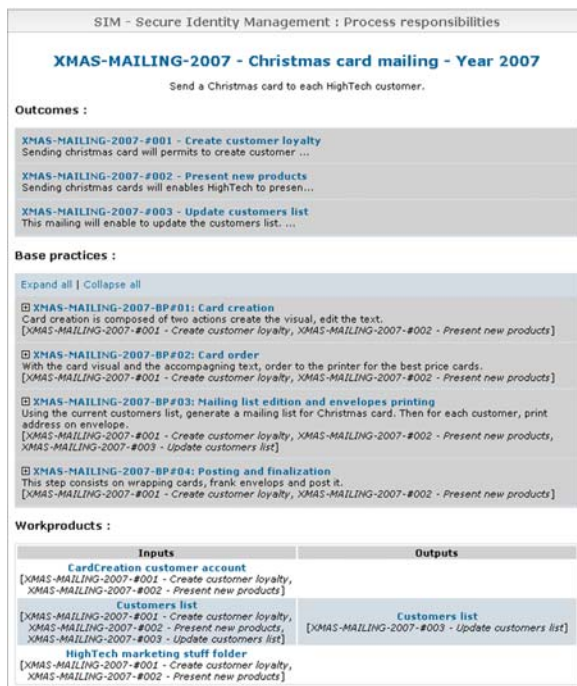 SIM - Secure Identity Management : Process responsibilities
XMAS-MAILING-2007 - Christmas card mailing - Year 2007
Send a Christmas card to each HighTech customer.
Outcomes :
XMAS-MAILING-2007-#001 - Create customer loyalty
Sending christmas card will permits to create customer ...
XMAS-MAILING-2007-#002 - Present new products
Sending christmas cards will enables HighTech to presen...
XMAS-MAILING-2007-#003 - Update customers list
This mailing will enable to update the customers list. ...
Base practices :
Expand all | Collapse all
XMAS-MAILING-2007-BP#01: Card creation
Card creation is composed of two actions create the visual, edit the text.
[XMAS-MAILING-2007-#001 - Create customer loyalty, XMAS-MAILING-2007-#002 - Present new products]
XMAS-MAILING-2007-BP#02: Card order
With the card visual and the accompagning text, order to the printer for the best price cards.
[XMAS-MAILING-2007-#001 - Create customer loyalty, XMAS-MAILING-2007-#002 - Present new products]
XMAS-MAILING-2007-BP#03: Mailing list edition and envelopes printing
Using the current customers list, generate a mailing list for Christmas card. Then for each customer, print
address on envelope.
[XMAS-MAILING-2007-#001 - Create customer loyalty, XMAS-MAILING-2007-#002 - Present new products,
XMAS-MAILING-2007-#003 - Update customers list]
XMAS-MAILING-2007-BP#04: Posting and finalization
This step consists on wrapping cards, frank envelops and post it.
[XMAS-MAILING-2007-#001 - Create customer loyalty, XMAS-MAILING-2007-#002 - Present new products]
Workproducts :
Inputs Outputs
CardCreation customer account
[XMAS-MAILING-2007-#001 - Create customer loyalty,
XMAS-MAILING-2007-#002 - Present new products]
Customers list
[XMAS-MAILING-2007-#001 - Create customer loyalty,
XMAS-MAILING-2007-#002 - Present new products,
XMAS-MAILING-2007-#003 - Update customers list]
Customers list
[XMAS-MAILING-2007-#003 - Update customers list]
HighTech marketing stuff folder
[XMAS-MAILING-2007-#001 - Create customer loyalty,
XMAS-MAILING-2007-#002 - Present new products]